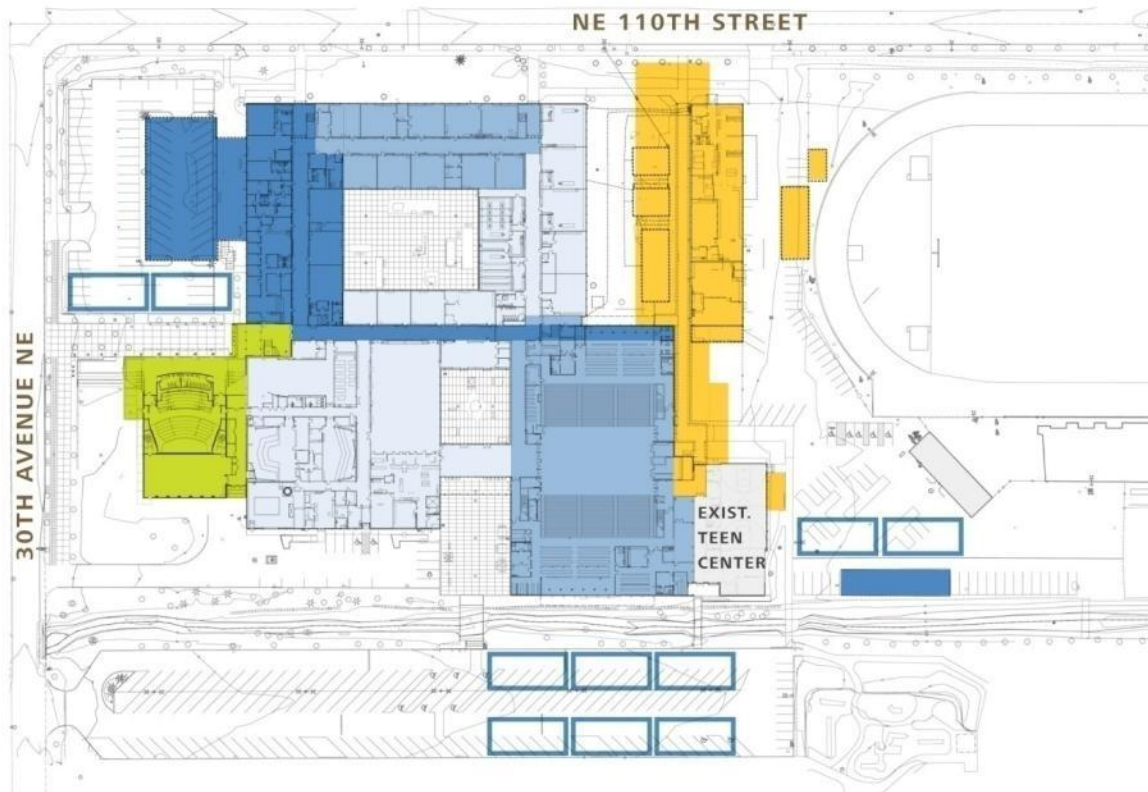 NE 110TH STREET
30TH AVENUE NE
EXIST.
TEEN
CENTER